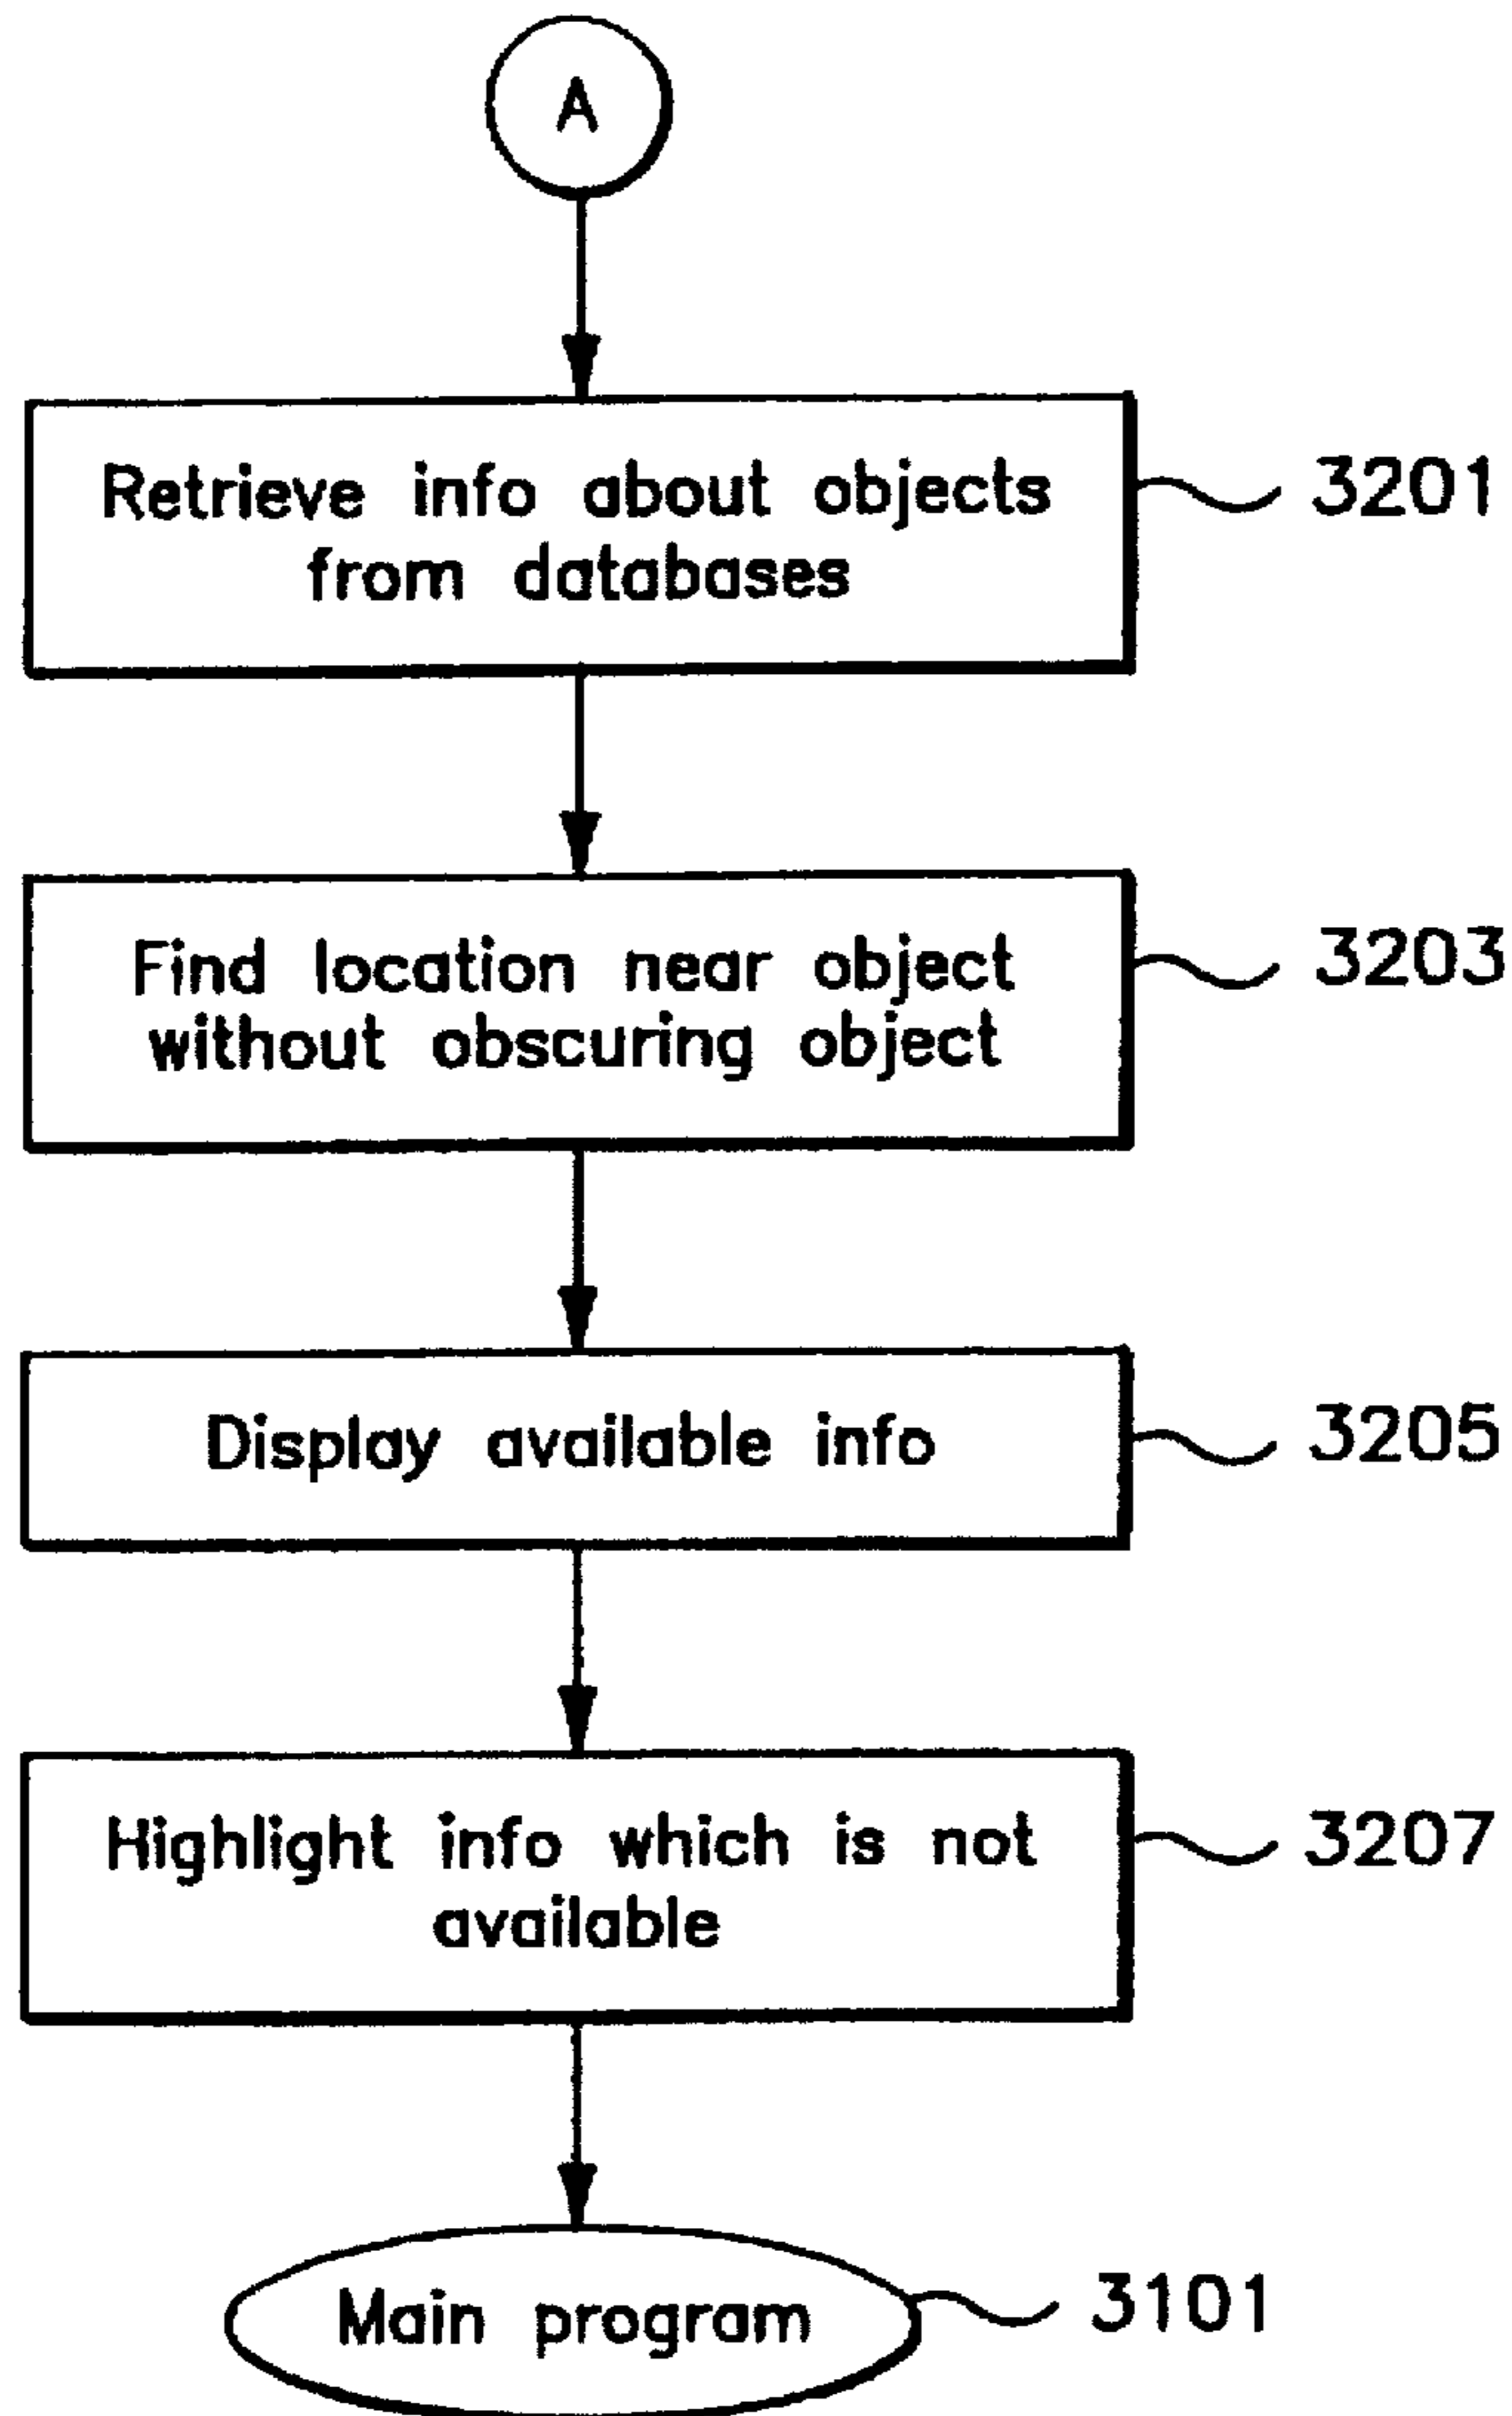 A
Retrieve info about objects
from databases
3201
Find location near object
without obscuring object
3203
Display available info
3205
Highlight info which is not
available
3207
Main program
3101